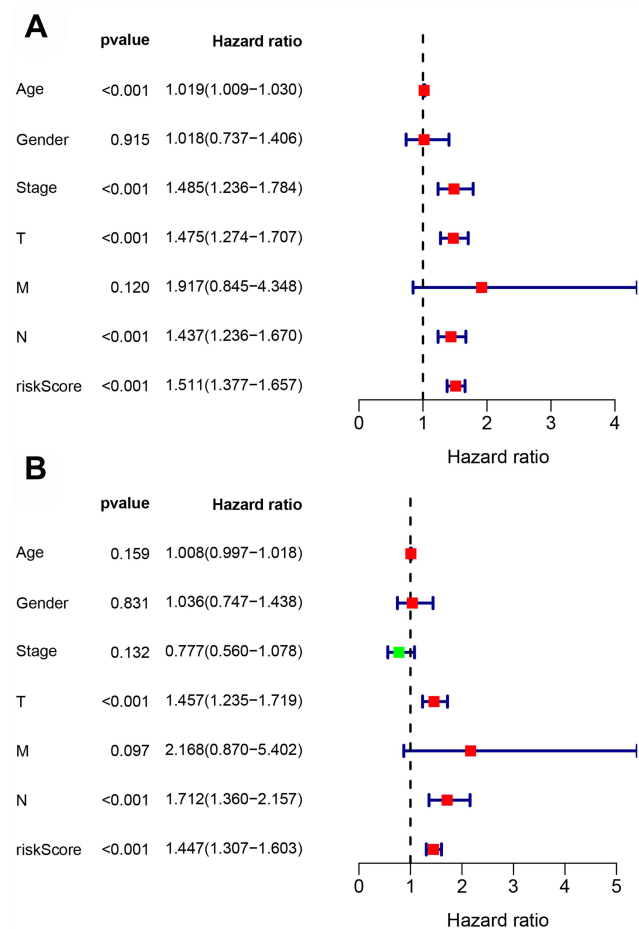 A
pvalue Hazard ratio
Age <0.001 1.019(1.009−1.030)
Gender 0.915 1.018(0.737−1.406)
Stage <0.001 1.485(1.236−1.784)
T <0.001 1.475(1.274−1.707)
M 0.120 1.917(0.845−4.348)
N <0.001 1.437(1.236−1.670)
riskScore <0.001 1.511(1.377−1.657)
0 1 2 3 4
Hazard ratio
B
pvalue Hazard ratio
Age 0.159 1.008(0.997−1.018)
Gender 0.831 1.036(0.747−1.438)
Stage 0.132 0.777(0.560−1.078)
T <0.001 1.457(1.235−1.719)
M 0.097 2.168(0.870−5.402)
N <0.001 1.712(1.360−2.157)
riskScore <0.001 1.447(1.307−1.603)
0 1 2 3 4 5
Hazard ratio